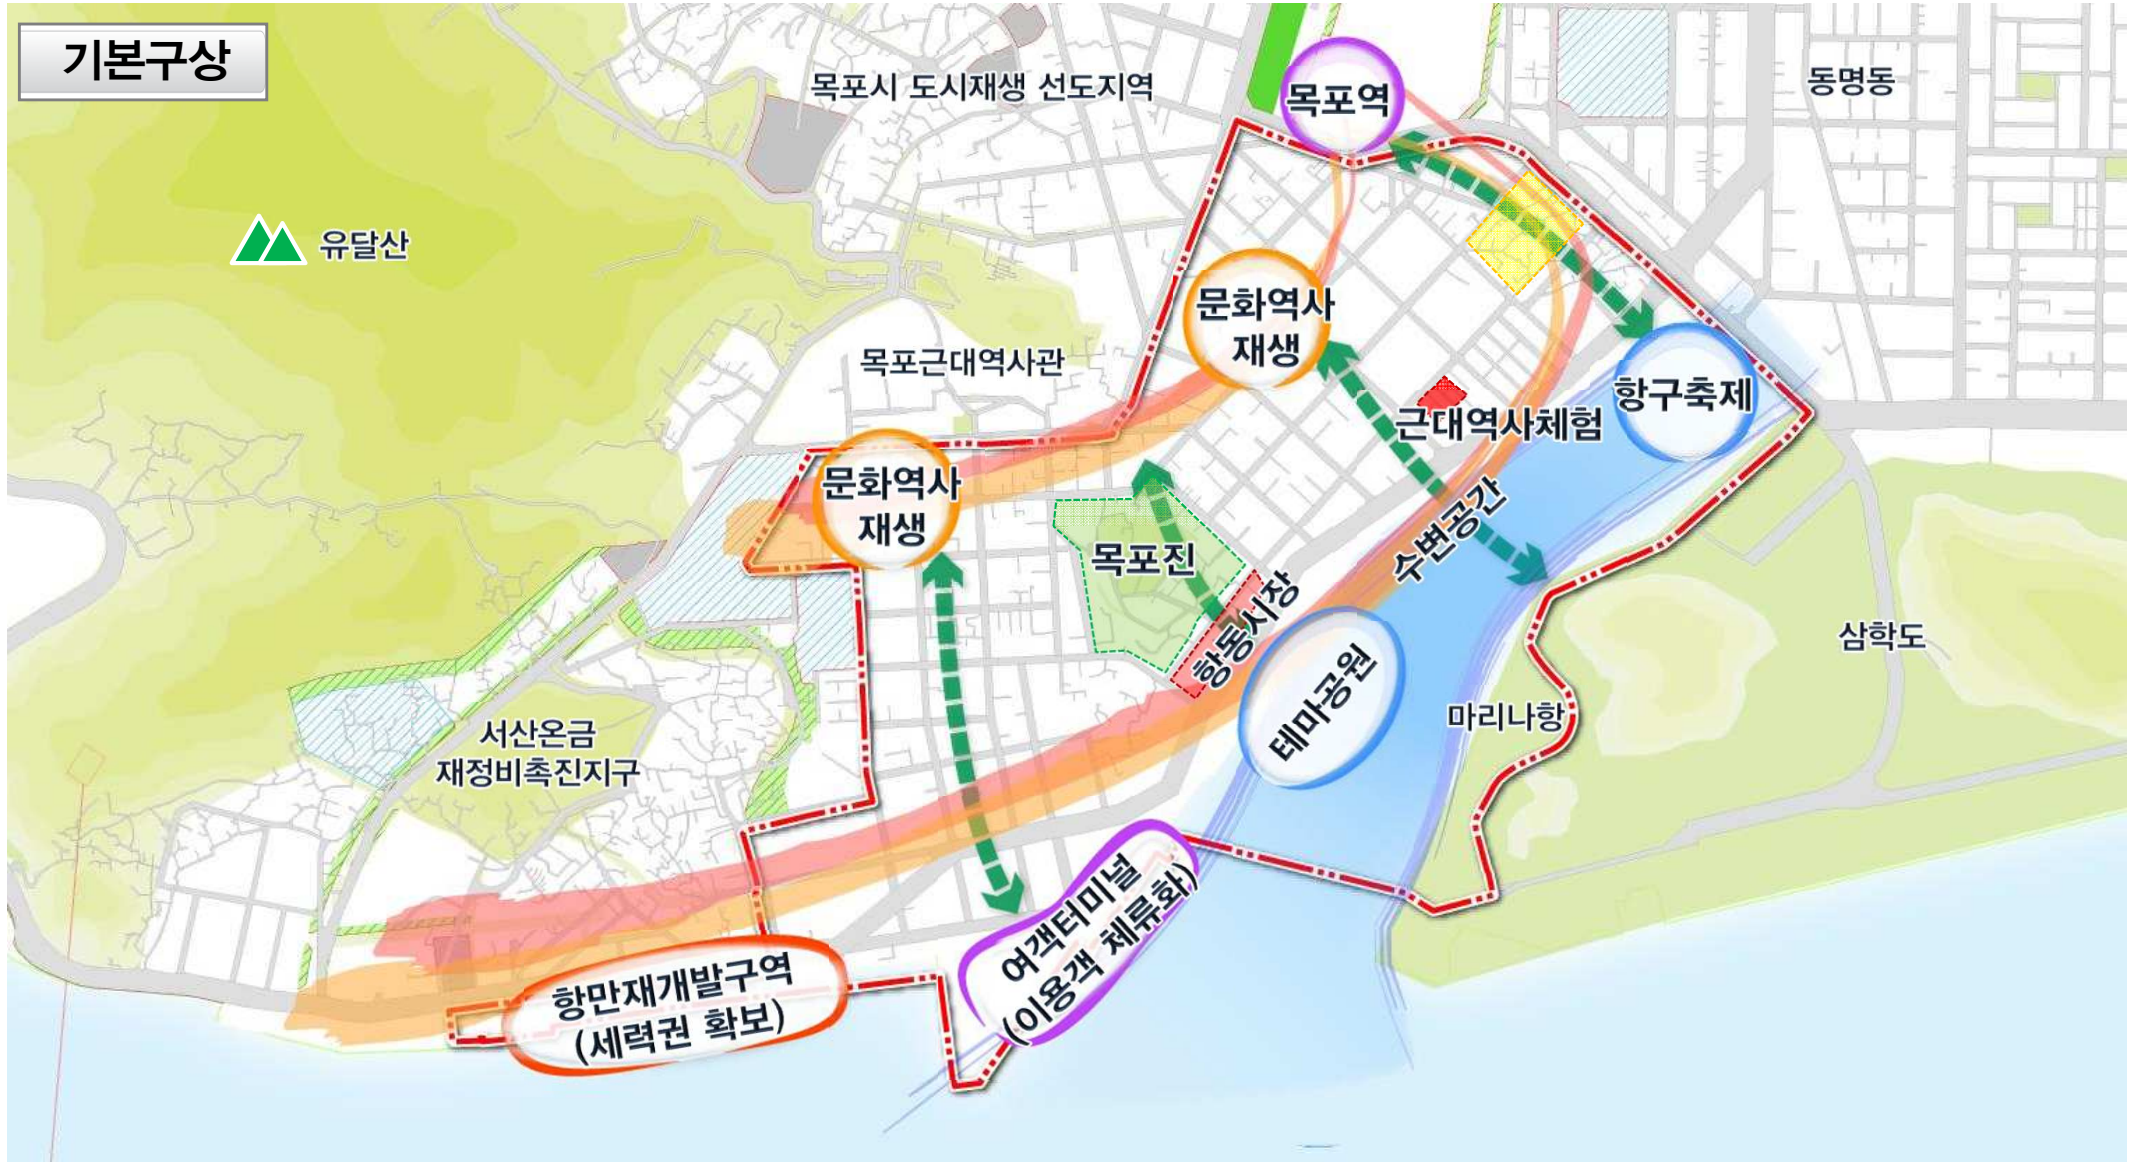 기본구상
목포시 도시재생 선도지역
목포역
동명동
유달산
문화역사
재생
목포근대역사관
항구축제
근대역사체험
문화역사
재생
수변공간
목포진
항동시장
삼학도
테마공원
마리나항
서산온금
재정비촉진지구
여객터미널
(이용객 체류화)
항만재개발구역
(세력권 확보)